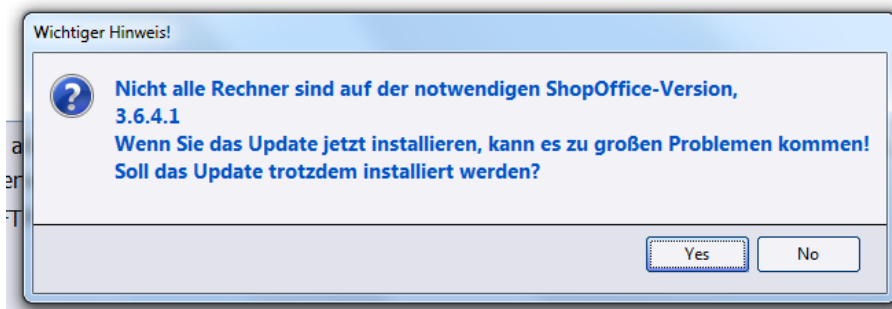 Wichtiger Hinweis!
Nicht alle Rechner sind auf der notwendigen ShopOffice-Version,
3.6.4.1
Wenn Sie das Update jetzt installieren, kann es zu großen Problemen kommen!
Soll das Update trotzdem installiert werden?
Yes
No